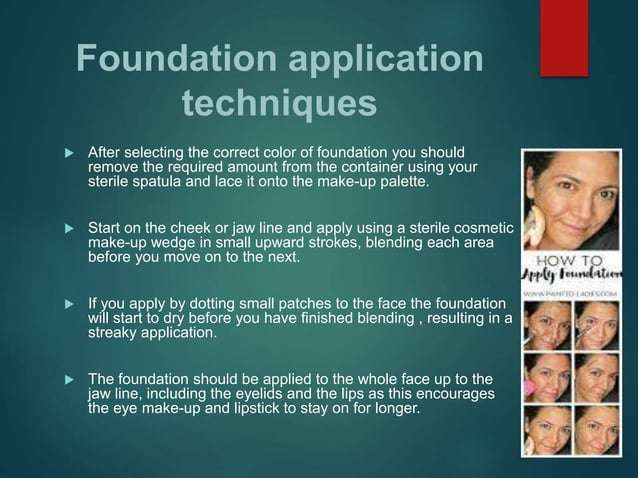 Foundation application
techniques
After selecting the correct color of foundation you should
remove the required amount from the container using your
sterile spatula and lace it onto the make-up palette.
Start on the cheek or jaw line and apply using a sterile cosmetic
make-up wedge in small upward strokes, blending each area
before you move on to the next.
If you apply by dotting small patches to the face the foundation
will start to dry before you have finished blending , resulting in a
streaky application.
The foundation should be applied to the whole face up to the
jaw line, including the eyelids and the lips as this encourages
the eye make-up and lipstick to stay on for longer.
HOW TO
Apply Foundation
WWW.PAINTED-LADIES.COM